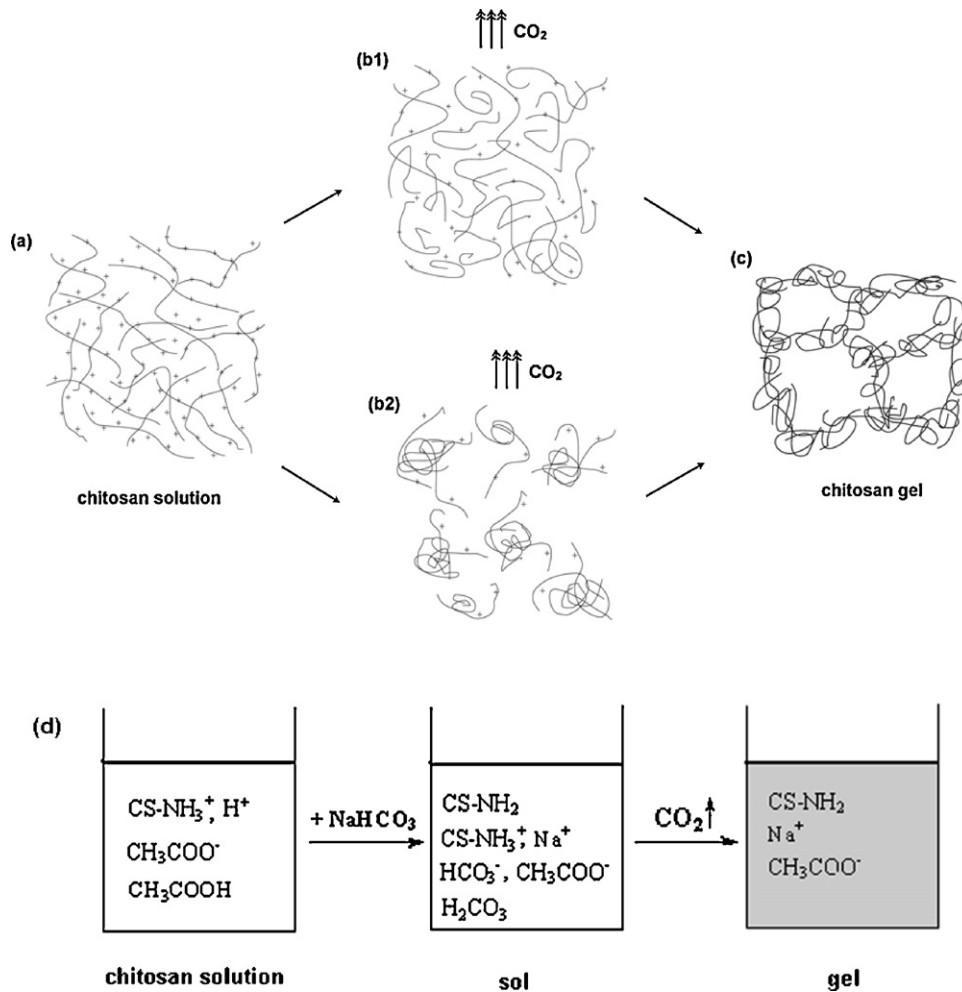 CO₂
(b1)
(a)
(c)
CO₂
(b2)
chitosan solution
chitosan gel
(d)
CS-NH₃⁺, H⁺
CH₃COO⁻
CH₃COOH
+ NaHCO₃
CS-NH₂
CS-NH₃⁺, Na⁺
HCO₃⁻, CH₃COO⁻
H₂CO₃
CO₂
CS-NH₂
Na⁺
CH₃COO⁻
chitosan solution
sol
gel